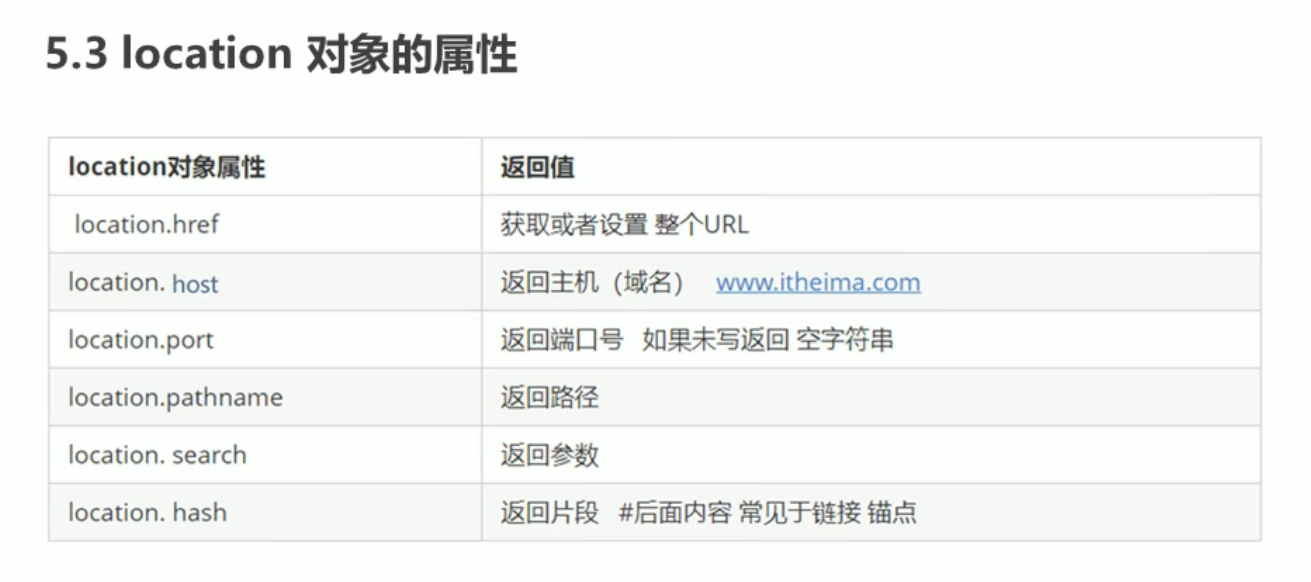 5.3 location 对象的属性
location对象属性 返回值
location.href 获取或者设置 整个URL
location. host 返回主机（域名） www.itheima.com
location.port 返回端口号 如果未写返回 空字符串
location.pathname 返回路径
location. search 返回参数
location. hash 返回片段 #后面内容 常见于链接 锚点